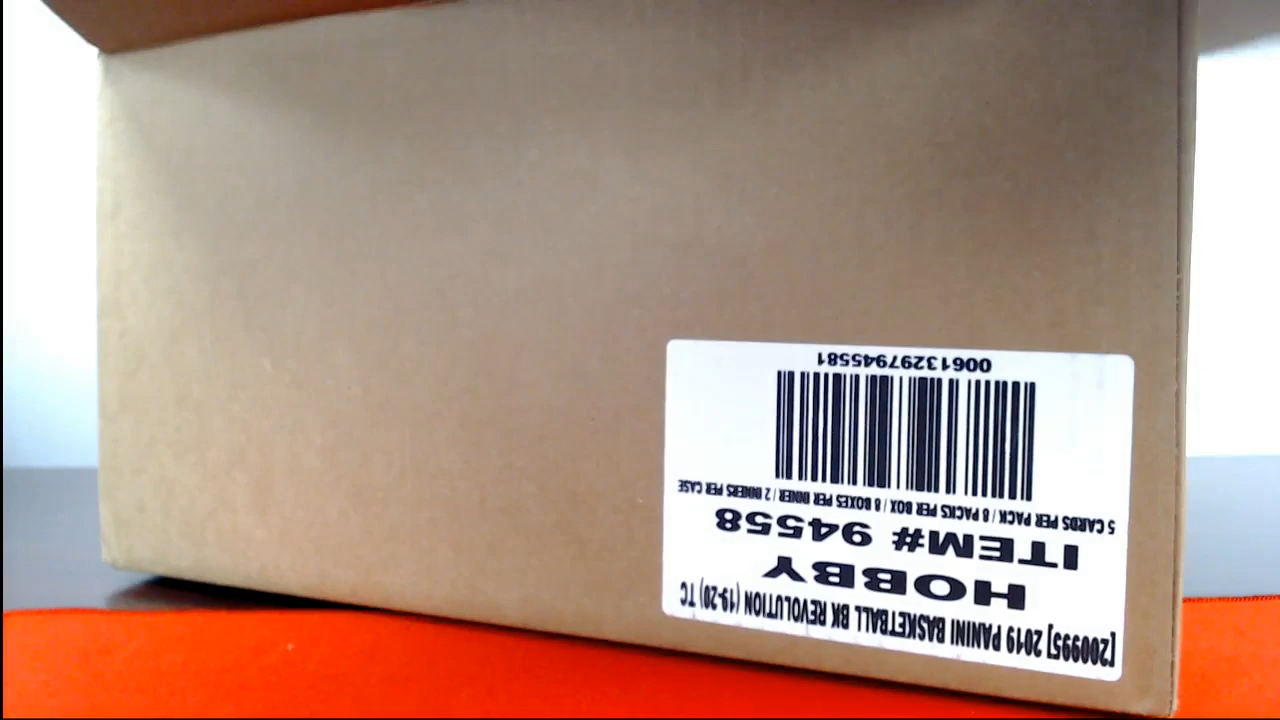 [200995] 2019 PANINI BASKETBALL BK REVOLUTION (19-20) TC
HOBBY
ITEM# 94558
5 CARDS PER PACK / 8 PACKS PER BOX / 8 BOXES PER INNER / 2 INNERS PER CASE
00613297945581